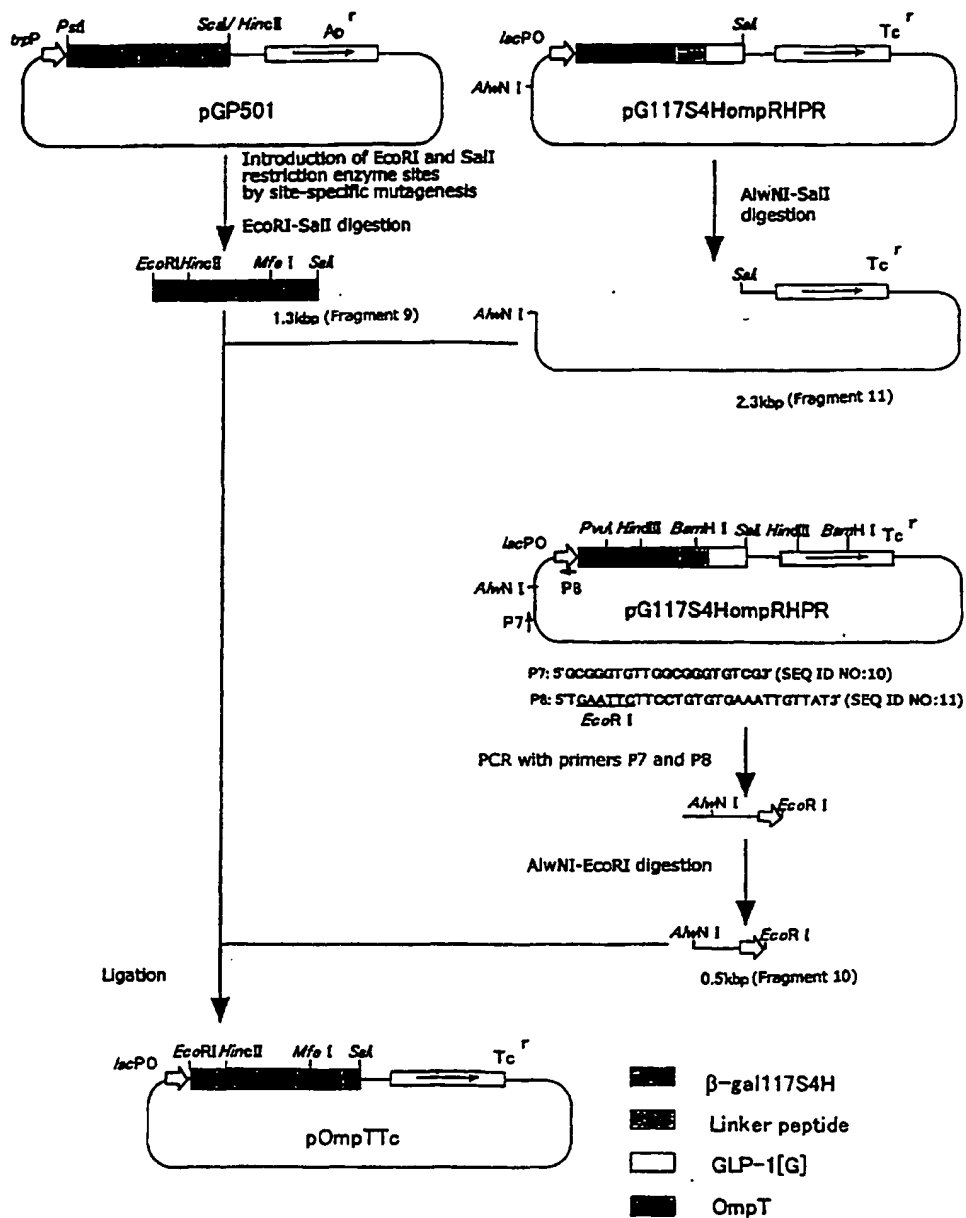 trpP PstI ScaI/HincII Ap r
pGP501
lacPO SalI Tc r
AlwN I
pG117S4HompRHPR
Introduction of EcoRI and SalI
restriction enzyme sites
by site-specific mutagenesis
EcoRI-SalI digestion
AlwNI-SalI
digestion
EcoRI/HincII Mfe I SalI
1.3kbp (Fragment 9)
SalI Tc r
AlwN I
2.3kbp (Fragment 11)
PvuI HindIII BamH I SalI HindIII BamH I Tc r
lacPO
P8
AlwN I
P7
pG117S4HompRHPR
P7: 5'GCGGGTGTTGGCGGGTGTCG3' (SEQ ID NO:10)
P8: 5'TGAATTCTTCCTGTGTGAAATTGTTAT3' (SEQ ID NO:11)
EcoR I
PCR with primers P7 and P8
AlwN I EcoR I
AlwNI-EcoRI digestion
AlwN I EcoR I
0.5kbp (Fragment 10)
Ligation
lacPO EcoRI HincII Mfe I SalI Tc r
pOmpTTc
β-gal117S4H
Linker peptide
GLP-1[G]
OmpT